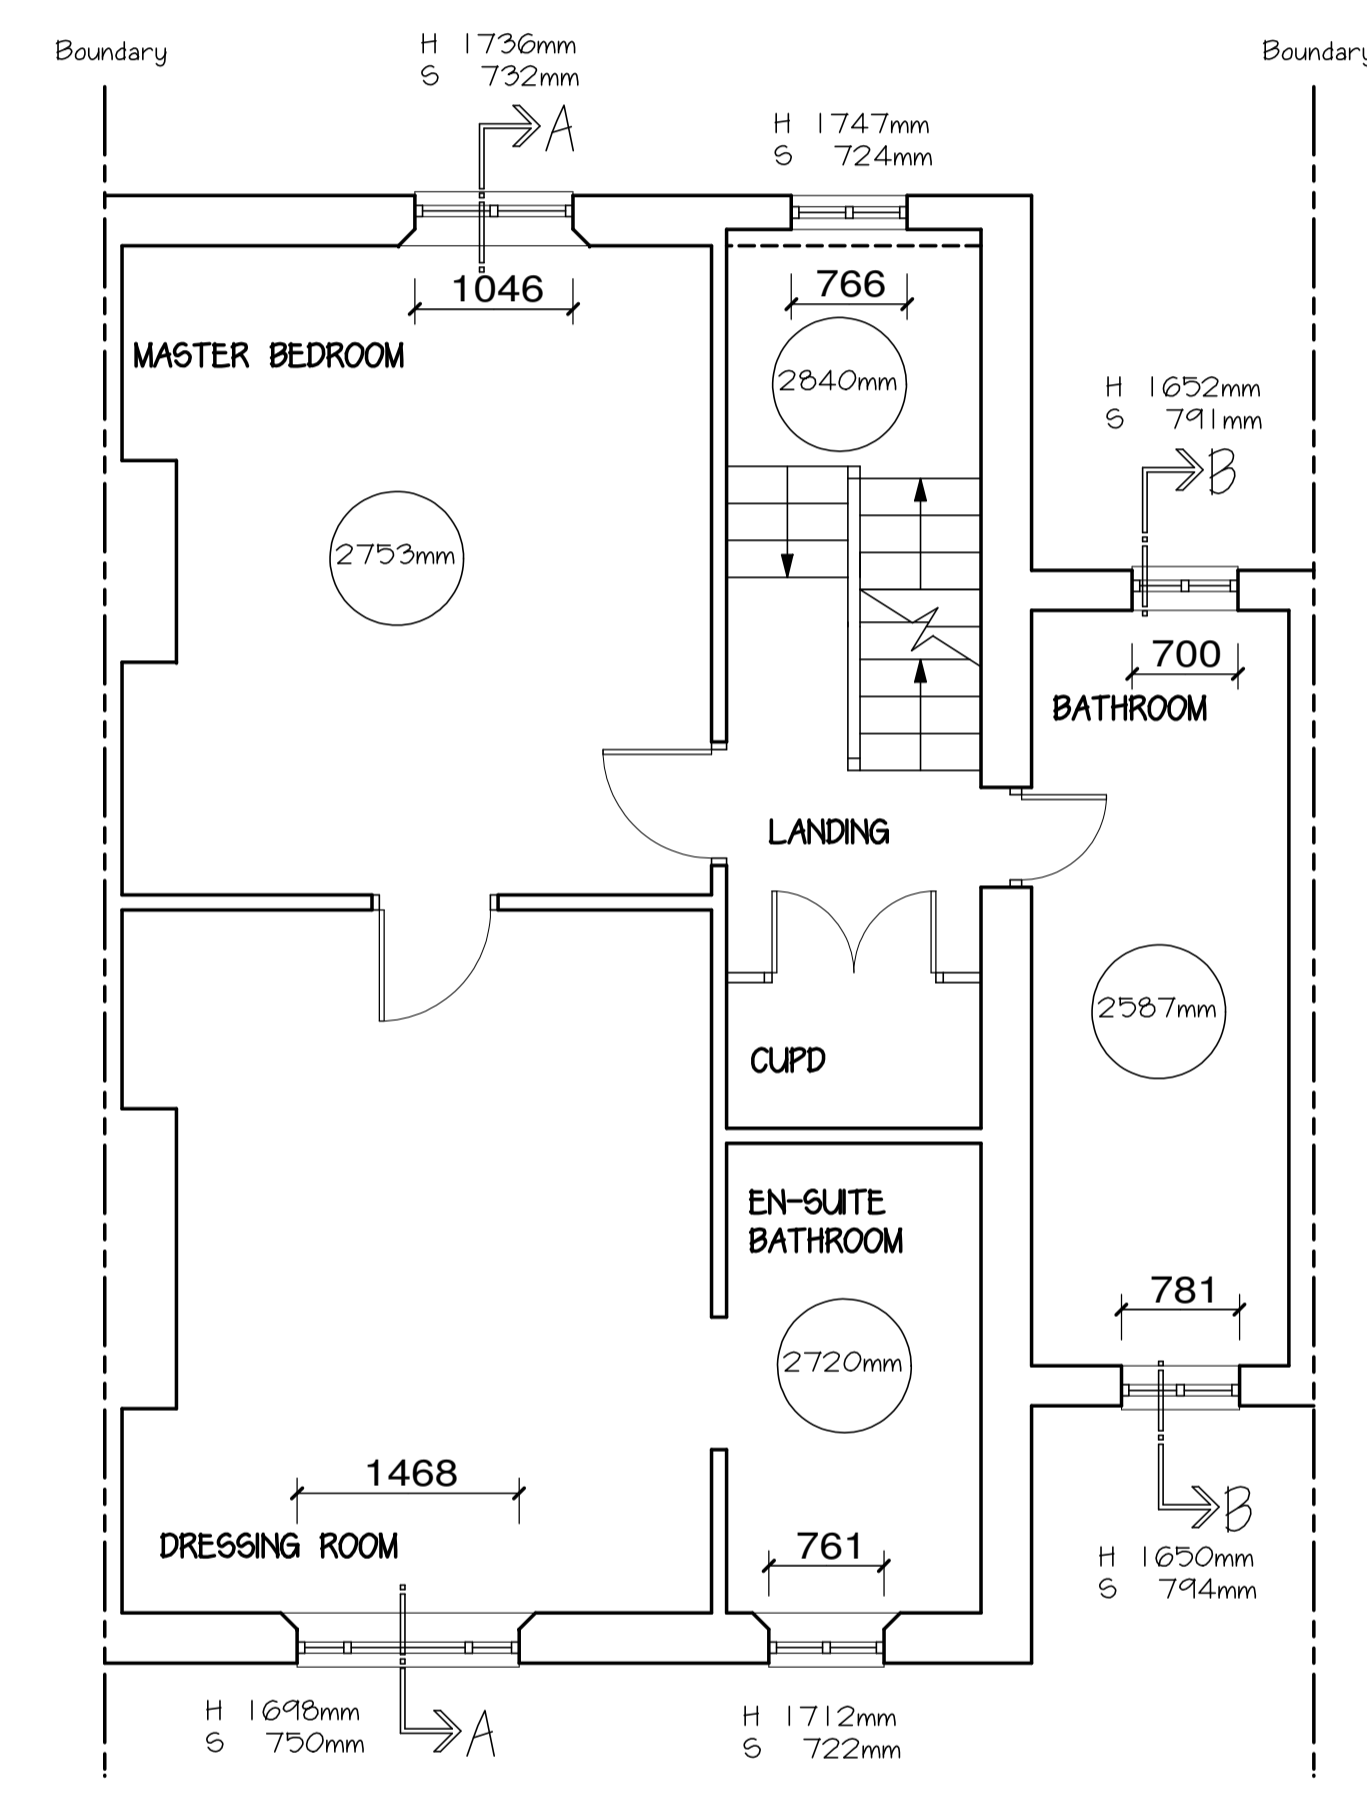 Boundary
H 1736mm
S 732mm
A
Boundary
H 1747mm
S 724mm
1046
766
MASTER BEDROOM
2840mm
H 1652mm
S 791mm
B
2753mm
700
BATHROOM
LANDING
2587mm
CUPD
EN-SUITE
BATHROOM
781
2720mm
1468
DRESSING ROOM
761
B
H 1650mm
S 794mm
H 1698mm
S 750mm
A
H 1712mm
S 722mm